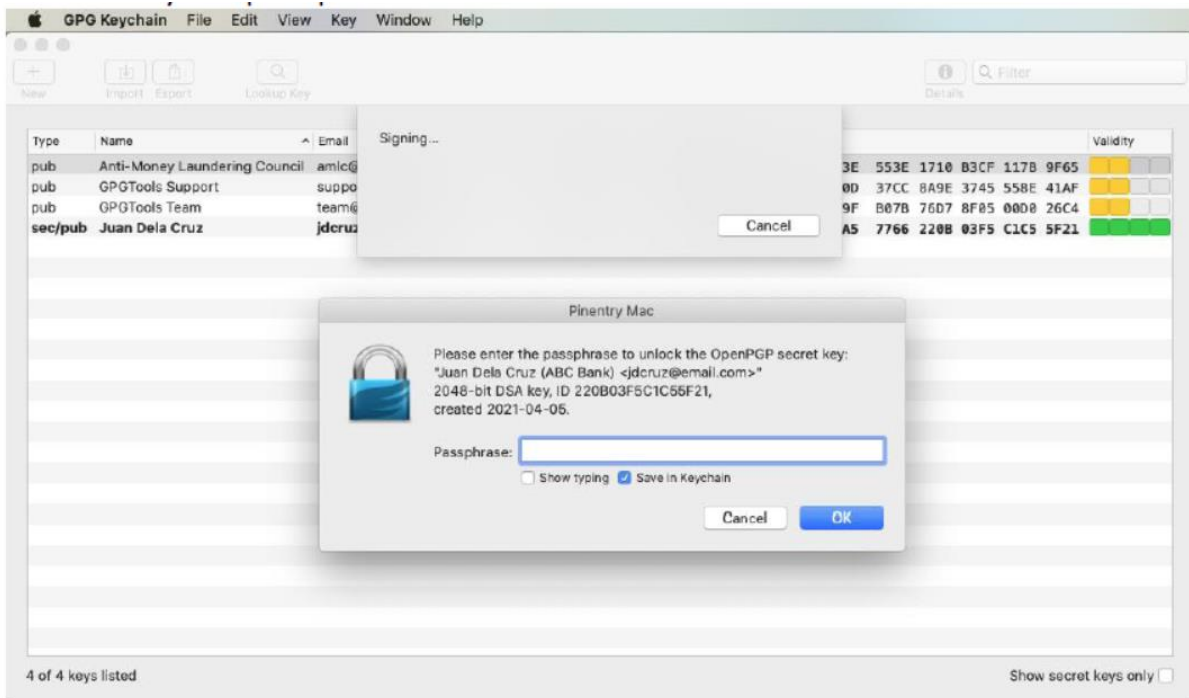 GPG Keychain File Edit View Key Window Help
New Import Export Lookup Key Details Filter
Signing...
Type Name Email Validity
pub Anti-Money Laundering Council amlc@ 3E 553E 1710 B3CF 117B 9F65
pub GPGTools Support suppo 0D 37CC 8A9E 3745 558E 41AF
pub GPGTools Team team@ 9F B07B 76D7 8F05 00D0 26C4
sec/pub Juan Dela Cruz jdcruz A5 7766 220B 03F5 C1C5 5F21
Cancel
Pinentry Mac
Please enter the passphrase to unlock the OpenPGP secret key:
"Juan Dela Cruz (ABC Bank) <jdcruz@email.com>"
2048-bit DSA key, ID 220B03F5C1C55F21,
created 2021-04-05.
Passphrase:
Show typing Save in Keychain
Cancel OK
4 of 4 keys listed Show secret keys only